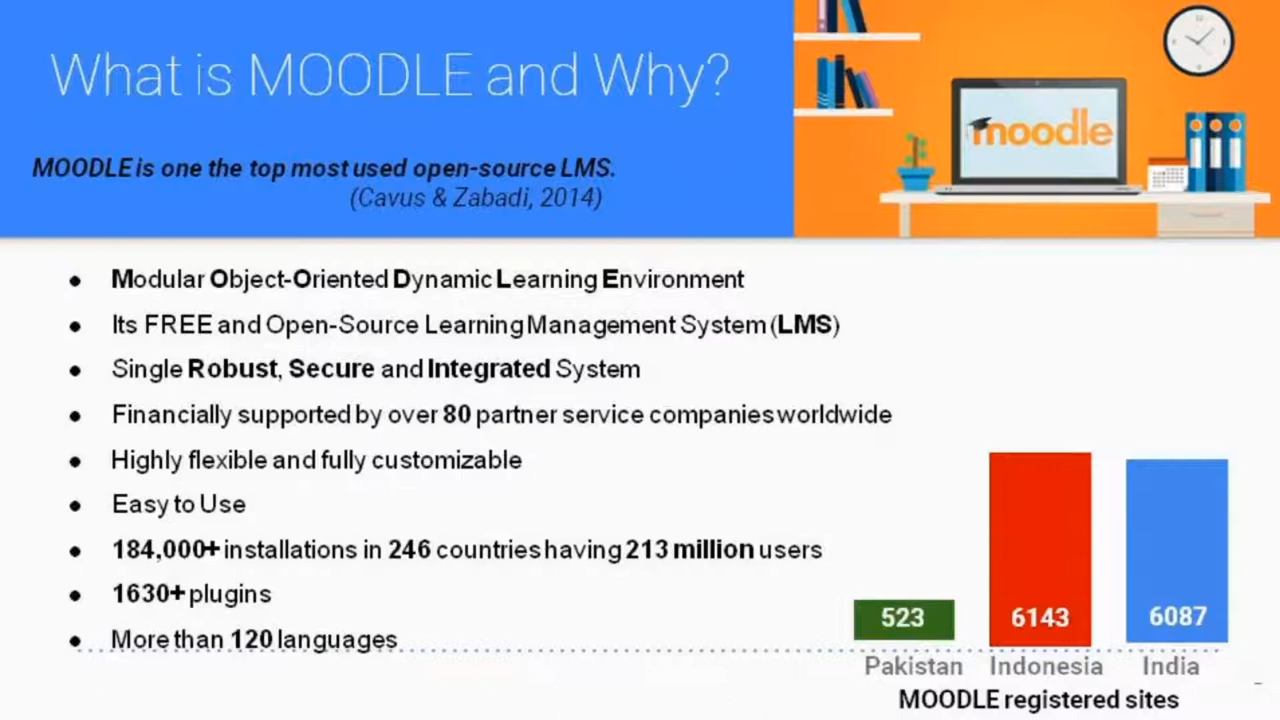 What is MOODLE and Why?
moodle
MOODLE is one the top most used open-source LMS.
(Cavus & Zabadi, 2014)
• Modular Object-Oriented Dynamic Learning Environment
• Its FREE and Open-Source Learning Management System (LMS)
• Single Robust, Secure and Integrated System
• Financially supported by over 80 partner service companies worldwide
• Highly flexible and fully customizable
• Easy to Use
• 184,000+ installations in 246 countries having 213 million users
• 1630+ plugins
• More than 120 languages
523 6143 6087
Pakistan Indonesia India
MOODLE registered sites